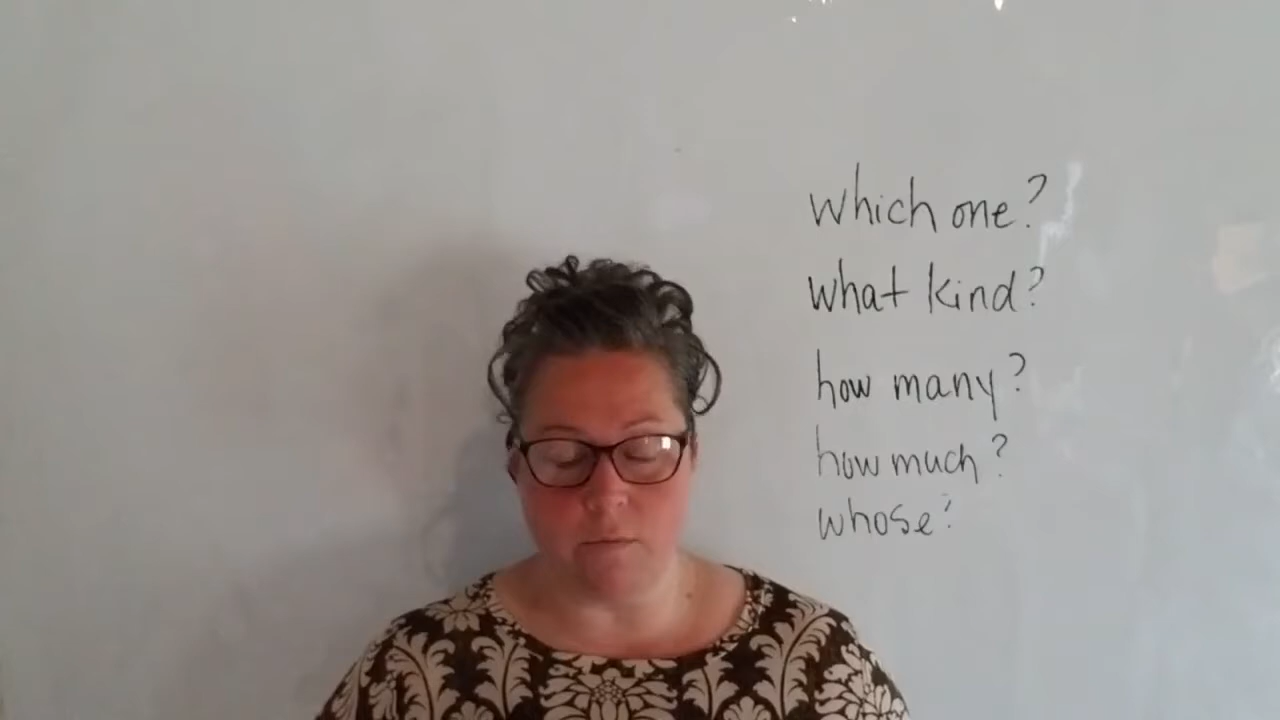 which one?
what kind?
how many?
how much?
whose?